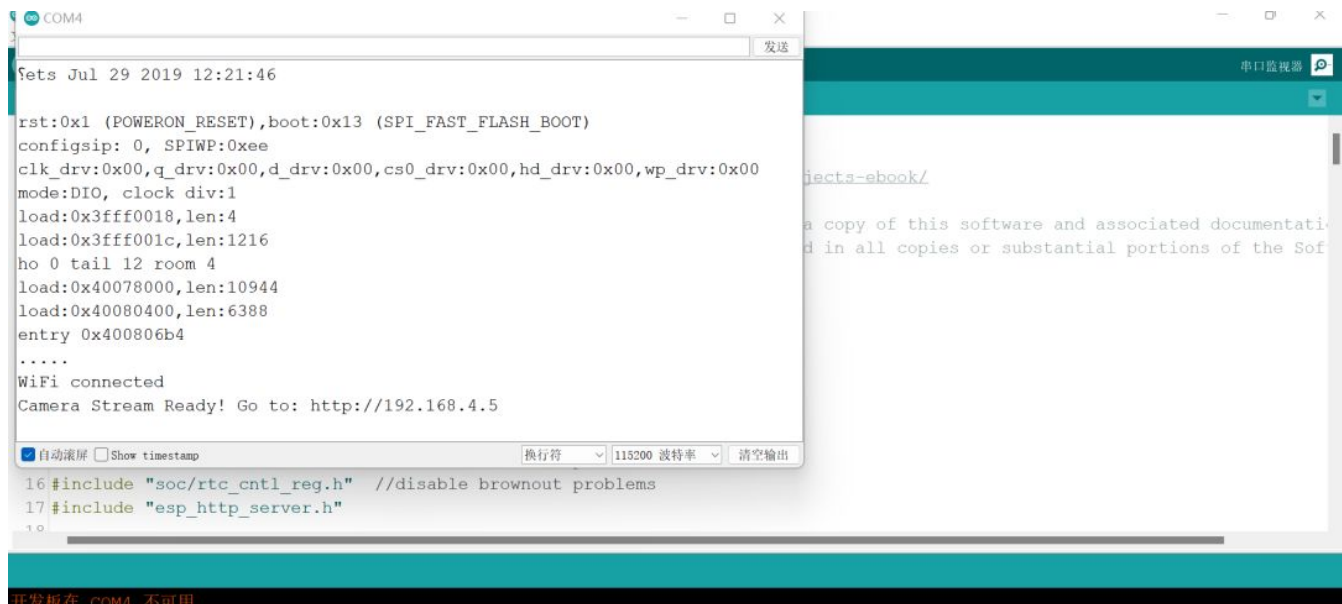 COM4
发送
ets Jul 29 2019 12:21:46
串口监视器
rst:0x1 (POWERON_RESET),boot:0x13 (SPI_FAST_FLASH_BOOT)
configsip: 0, SPIWP:0xee
clk_drv:0x00,q_drv:0x00,d_drv:0x00,cs0_drv:0x00,hd_drv:0x00,wp_drv:0x00
mode:DIO, clock div:1
load:0x3fff0018,len:4
load:0x3fff001c,len:1216
ho 0 tail 12 room 4
load:0x40078000,len:10944
load:0x40080400,len:6388
entry 0x400806b4
.....
WiFi connected
Camera Stream Ready! Go to: http://192.168.4.5
jects-ebook/
a copy of this software and associated documentati
d in all copies or substantial portions of the Sof
自动滚屏 Show timestamp 换行符 115200 波特率 清空输出
16 #include "soc/rtc_cntl_reg.h" //disable brownout problems
17 #include "esp_http_server.h"
18
开发板在 COM4 不可用